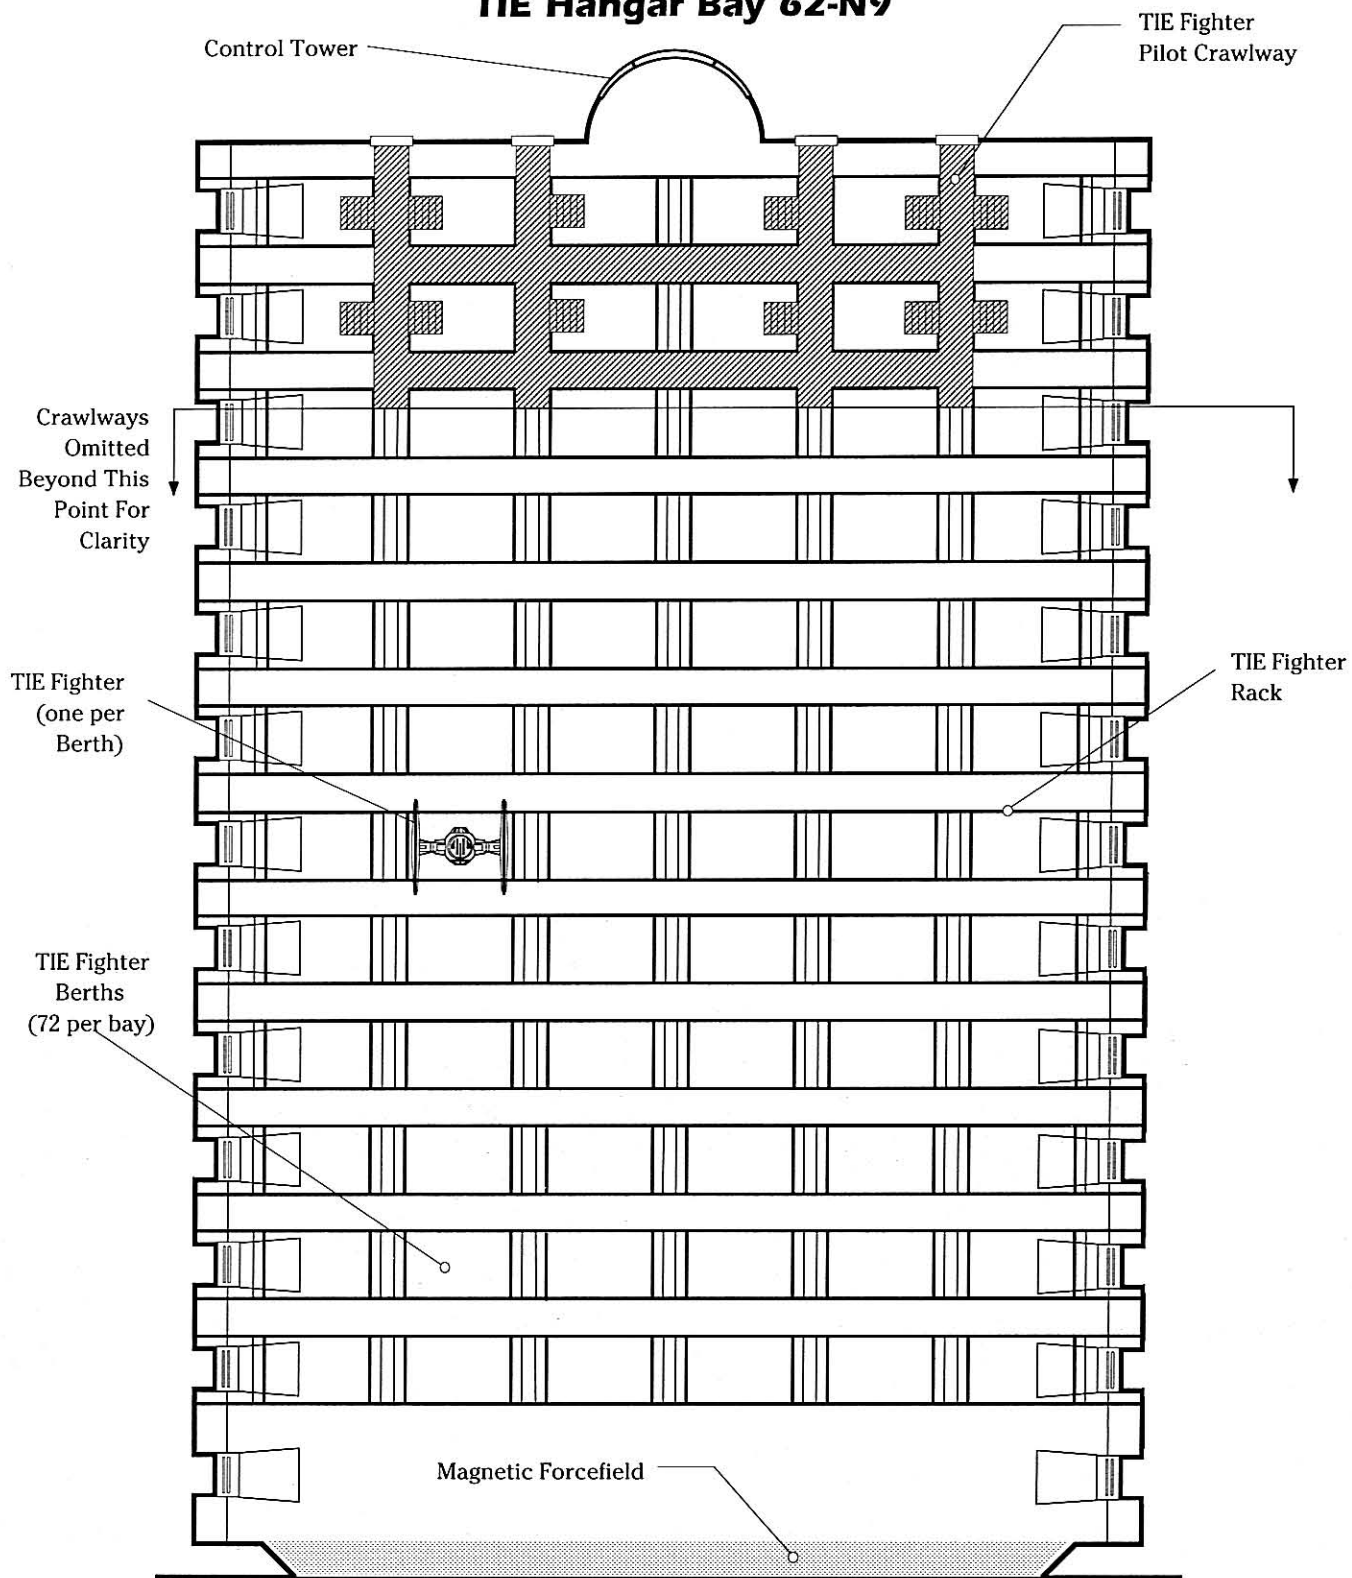 TIE Hangar Bay 62-N9
Control Tower
TIE Fighter
Pilot Crawlway
Crawlways
Omitted
Beyond This
Point For
Clarity
TIE Fighter
(one per
Berth)
TIE Fighter
Rack
TIE Fighter
Berths
(72 per bay)
Magnetic Forcefield